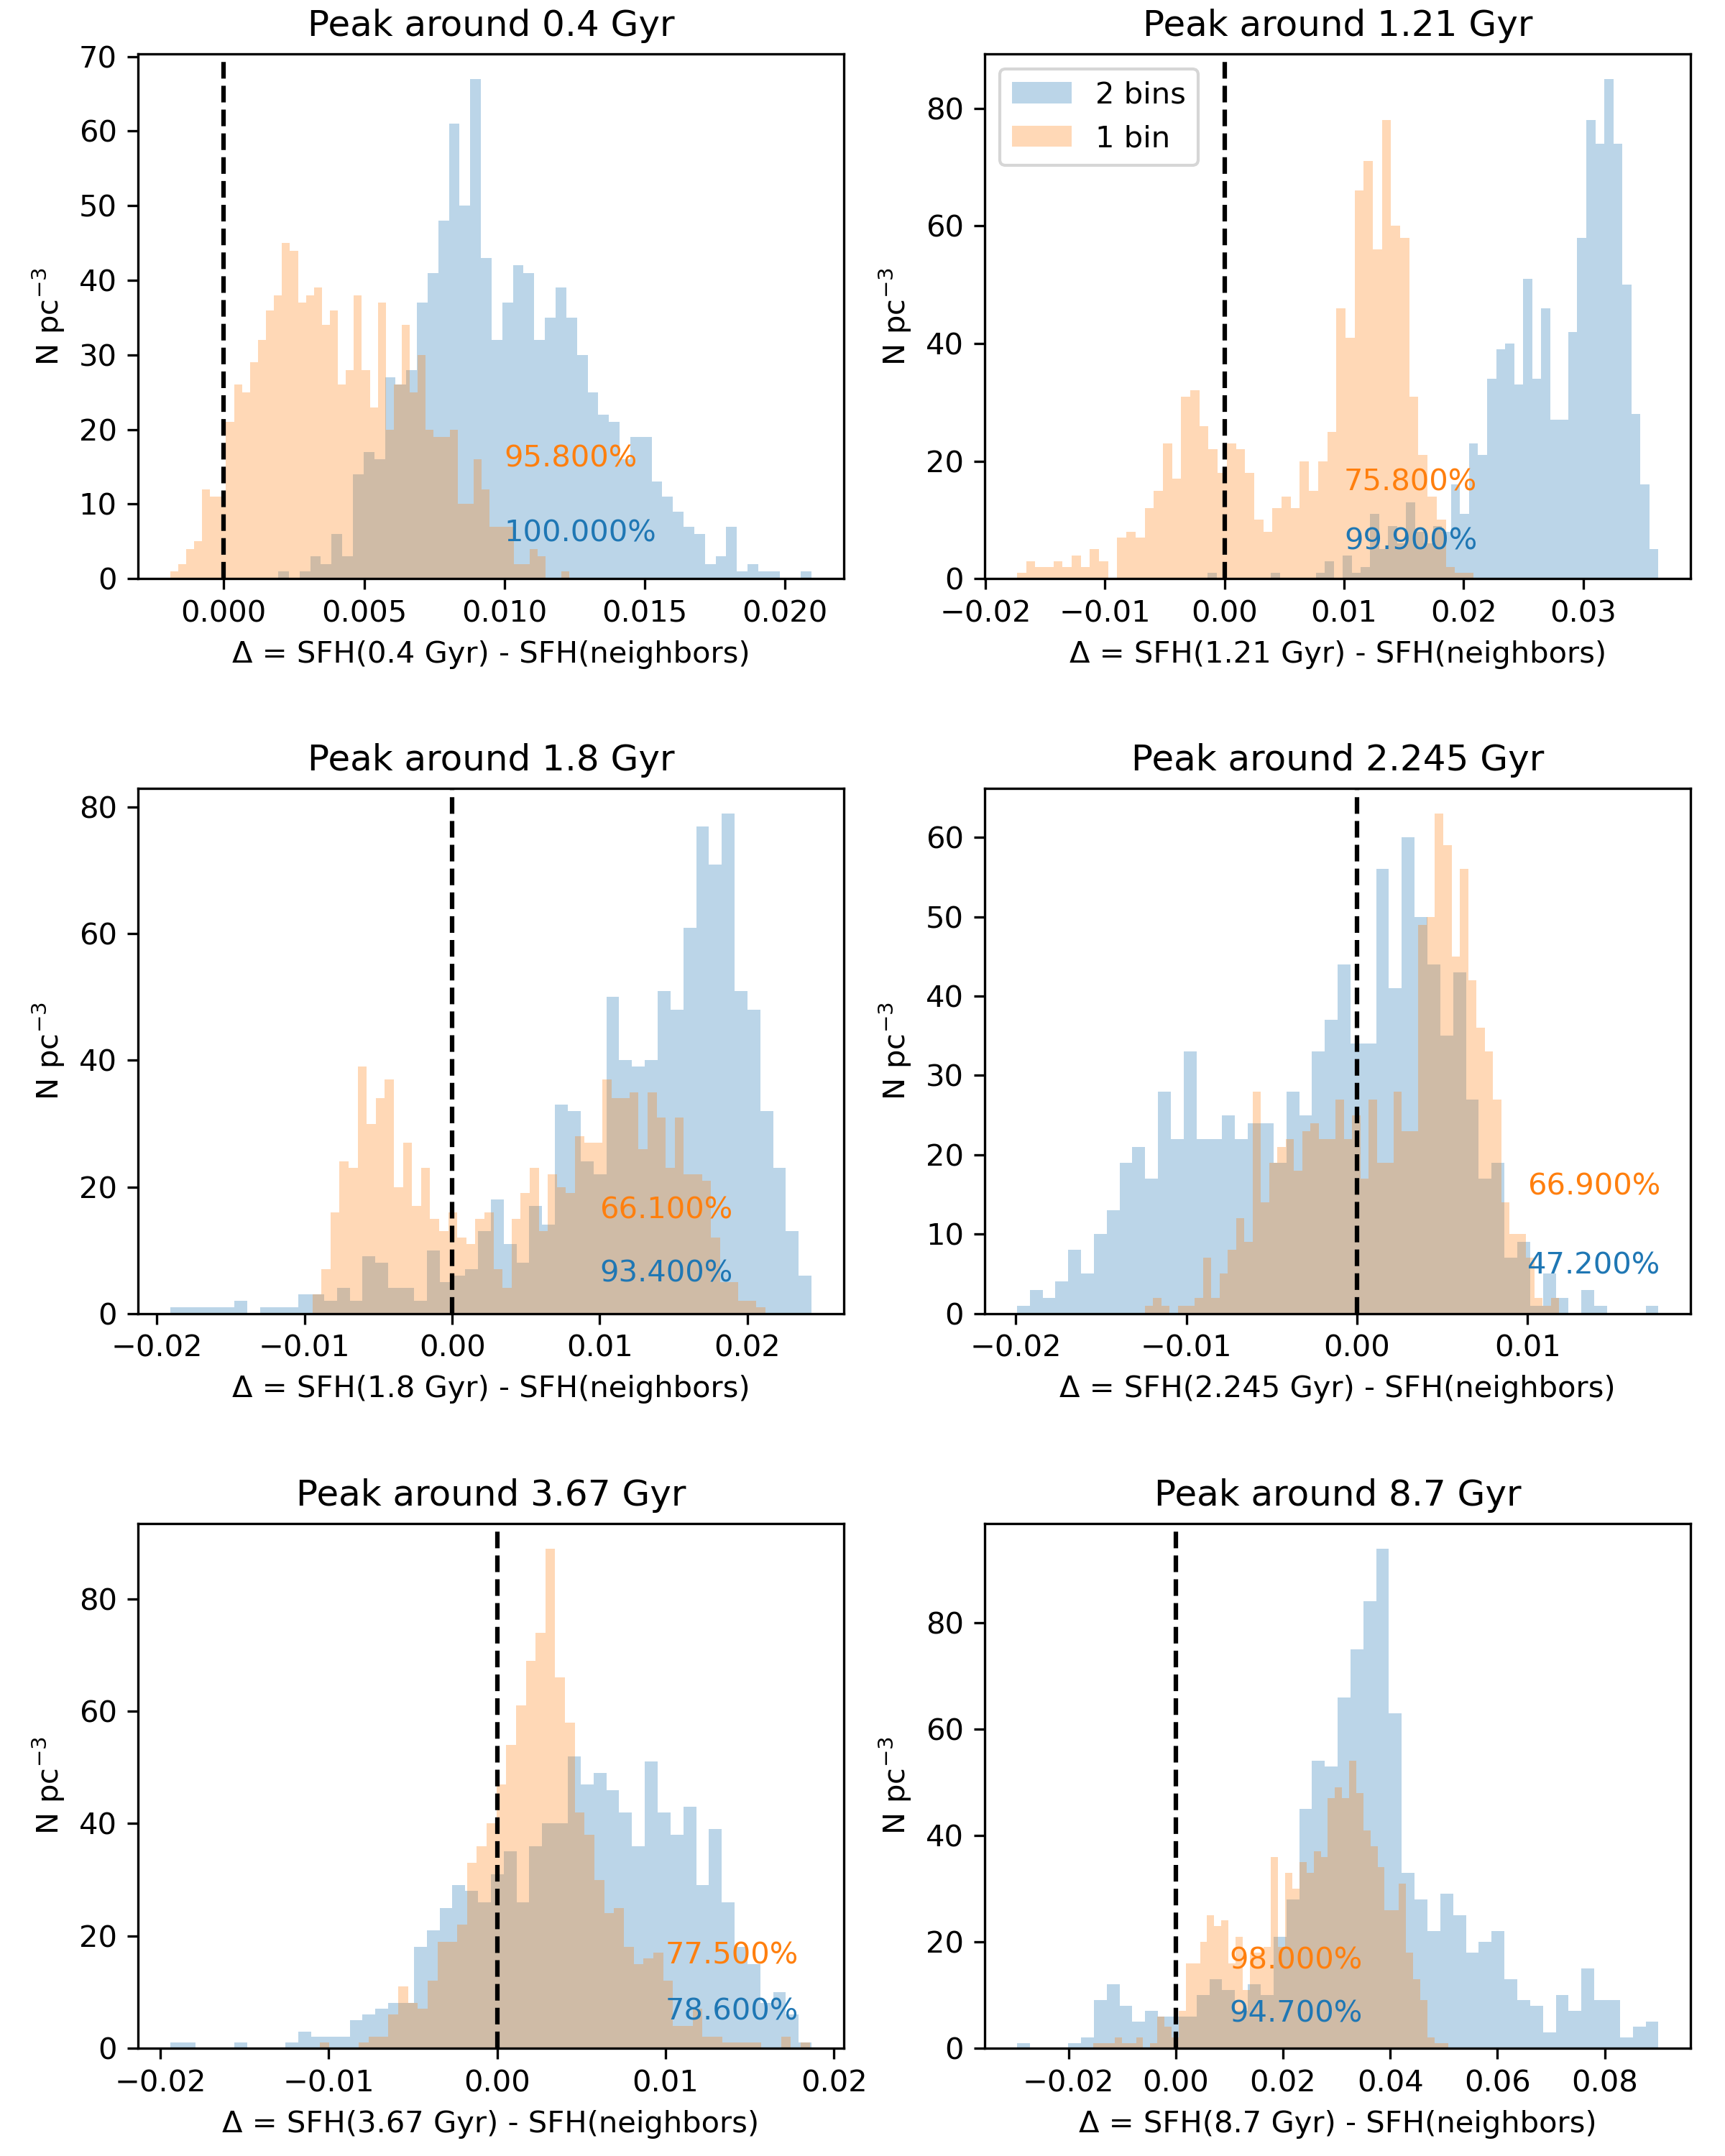 Peak around 0.4 Gyr
70
60
50
40
30
20
10
0
N pc⁻³
95.800%
100.000%
0.000 0.005 0.010 0.015 0.020
Δ = SFH(0.4 Gyr) - SFH(neighbors)
Peak around 1.21 Gyr
2 bins
1 bin
80
60
40
20
0
N pc⁻³
75.800%
99.900%
−0.02 −0.01 0.00 0.01 0.02 0.03
Δ = SFH(1.21 Gyr) - SFH(neighbors)
Peak around 1.8 Gyr
80
60
40
20
0
N pc⁻³
66.100%
93.400%
−0.02 −0.01 0.00 0.01 0.02
Δ = SFH(1.8 Gyr) - SFH(neighbors)
Peak around 2.245 Gyr
60
50
40
30
20
10
0
N pc⁻³
66.900%
47.200%
−0.02 −0.01 0.00 0.01
Δ = SFH(2.245 Gyr) - SFH(neighbors)
Peak around 3.67 Gyr
80
60
40
20
0
N pc⁻³
77.500%
78.600%
−0.02 −0.01 0.00 0.01 0.02
Δ = SFH(3.67 Gyr) - SFH(neighbors)
Peak around 8.7 Gyr
80
60
40
20
0
N pc⁻³
98.000%
94.700%
−0.02 0.00 0.02 0.04 0.06 0.08
Δ = SFH(8.7 Gyr) - SFH(neighbors)